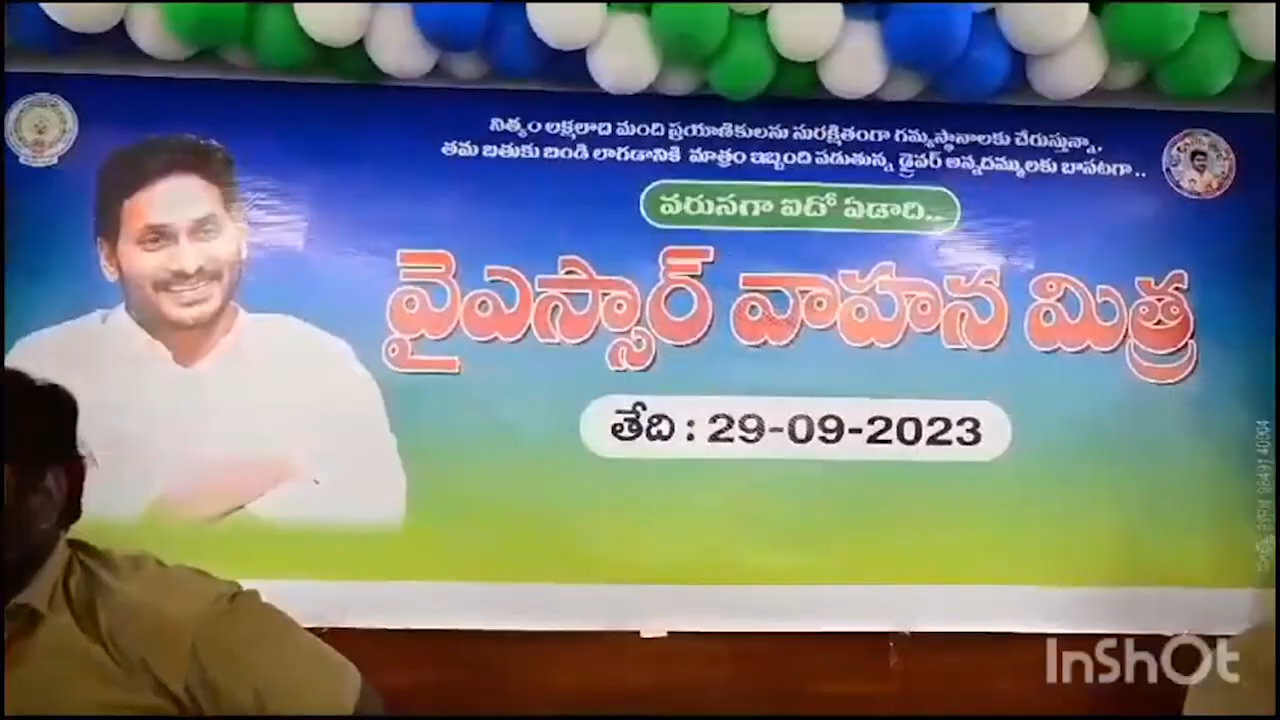 నిత్యం లక్షలాది మంది ప్రయాణికులను సురక్షితంగా గమ్యస్థానాలకు చేరుస్తున్నా,
తమ బతుకు బండి లాగడానికి మాత్రం ఇబ్బంది పడుతున్న డ్రైవర్ అన్నదమ్ములకు బాసటగా..
వరుసగా ఐదో ఏడాది..
వైఎస్సార్ వాహన మిత్ర
తేది : 29-09-2023
InShOt